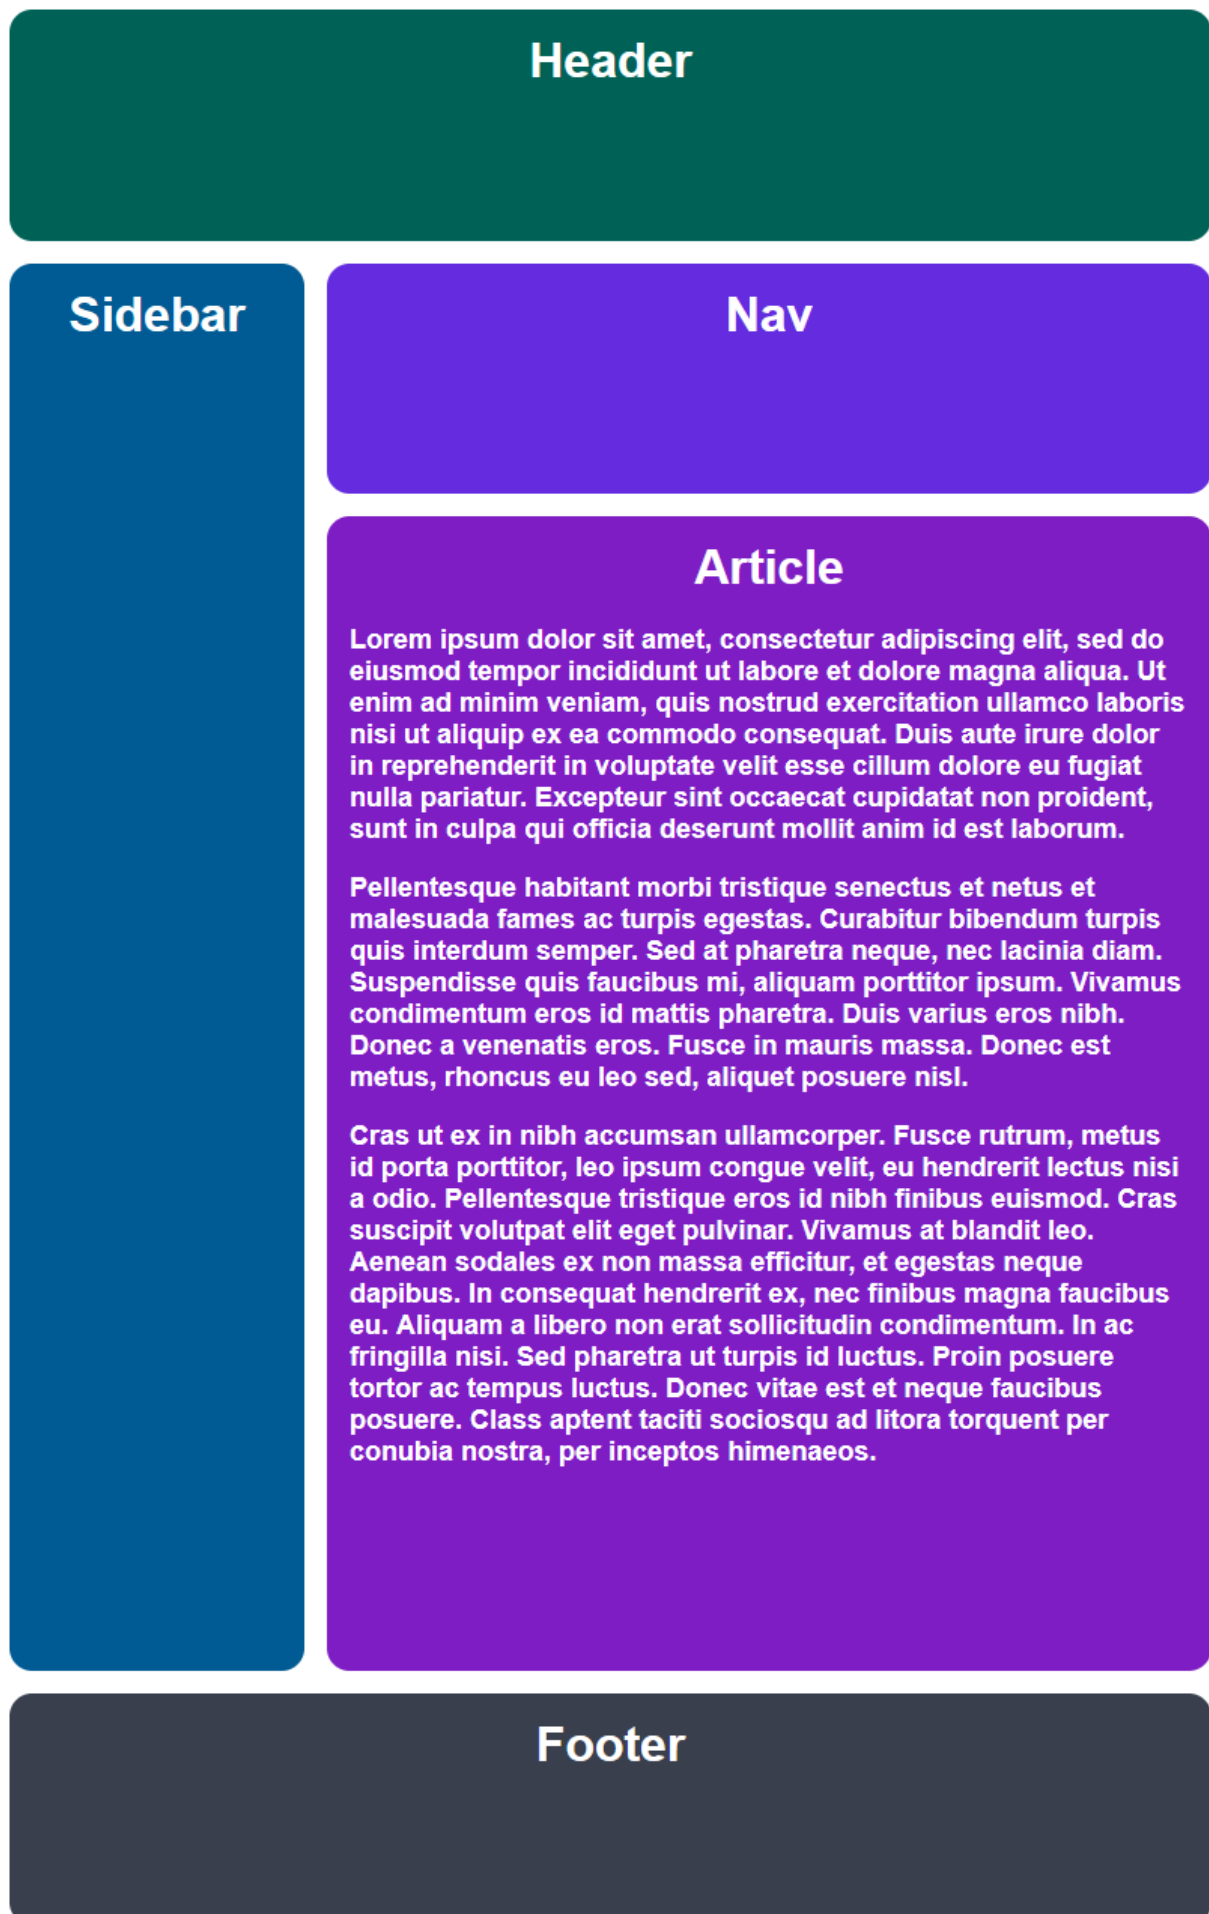 Header
Sidebar
Nav
Article
Lorem ipsum dolor sit amet, consectetur adipiscing elit, sed do
eiusmod tempor incididunt ut labore et dolore magna aliqua. Ut
enim ad minim veniam, quis nostrud exercitation ullamco laboris
nisi ut aliquip ex ea commodo consequat. Duis aute irure dolor
in reprehenderit in voluptate velit esse cillum dolore eu fugiat
nulla pariatur. Excepteur sint occaecat cupidatat non proident,
sunt in culpa qui officia deserunt mollit anim id est laborum.
Pellentesque habitant morbi tristique senectus et netus et
malesuada fames ac turpis egestas. Curabitur bibendum turpis
quis interdum semper. Sed at pharetra neque, nec lacinia diam.
Suspendisse quis faucibus mi, aliquam porttitor ipsum. Vivamus
condimentum eros id mattis pharetra. Duis varius eros nibh.
Donec a venenatis eros. Fusce in mauris massa. Donec est
metus, rhoncus eu leo sed, aliquet posuere nisl.
Cras ut ex in nibh accumsan ullamcorper. Fusce rutrum, metus
id porta porttitor, leo ipsum congue velit, eu hendrerit lectus nisi
a odio. Pellentesque tristique eros id nibh finibus euismod. Cras
suscipit volutpat elit eget pulvinar. Vivamus at blandit leo.
Aenean sodales ex non massa efficitur, et egestas neque
dapibus. In consequat hendrerit ex, nec finibus magna faucibus
eu. Aliquam a libero non erat sollicitudin condimentum. In ac
fringilla nisi. Sed pharetra ut turpis id luctus. Proin posuere
tortor ac tempus luctus. Donec vitae est et neque faucibus
posuere. Class aptent taciti sociosqu ad litora torquent per
conubia nostra, per inceptos himenaeos.
Footer